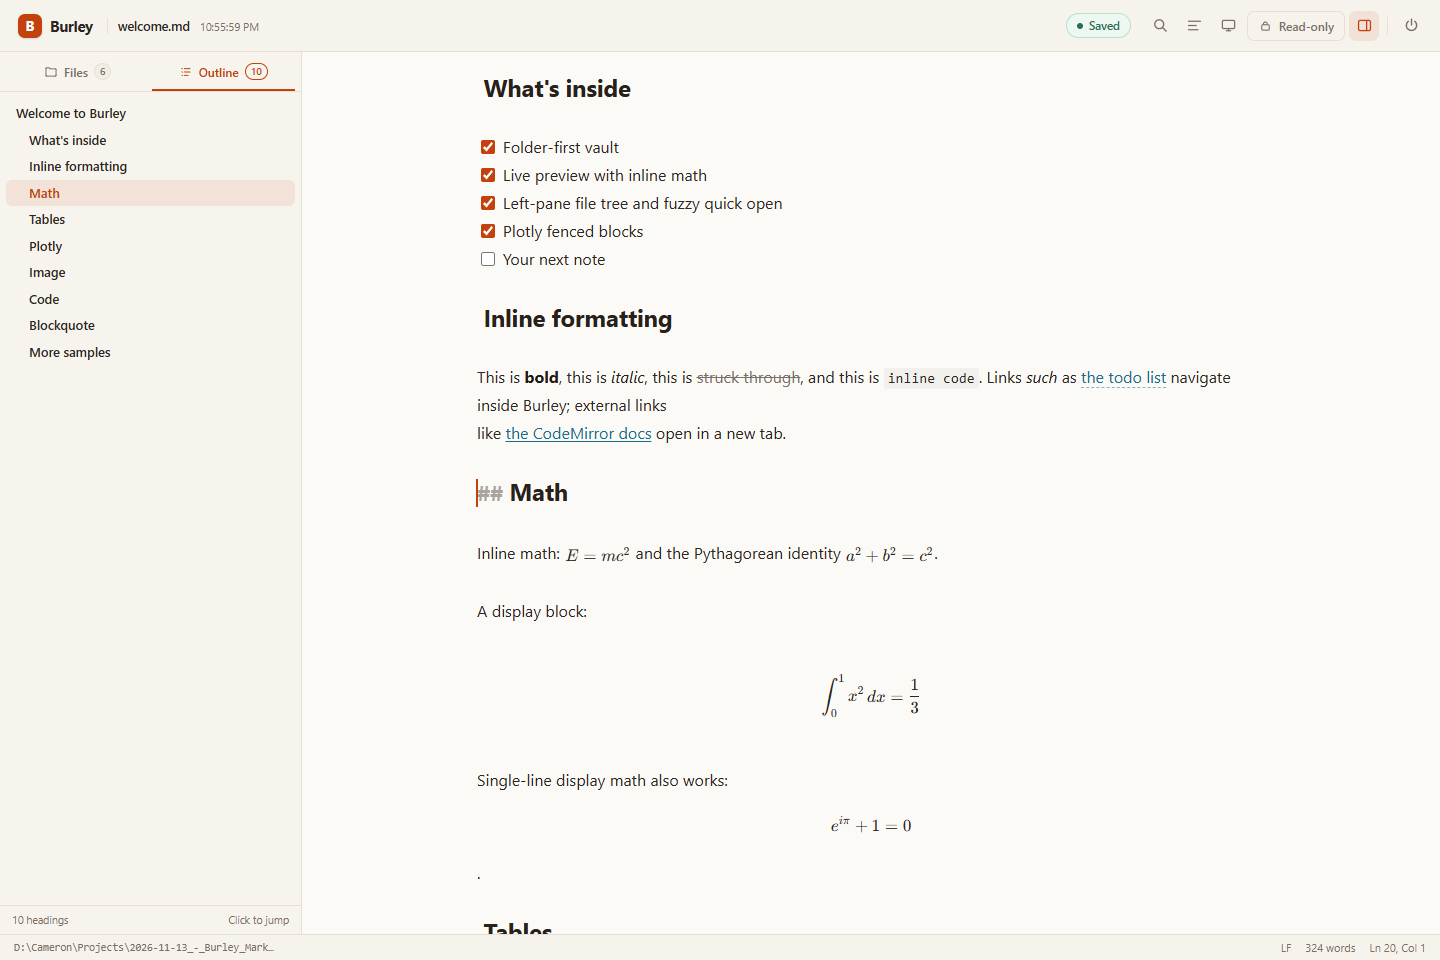 B Burley welcome.md 10:55:59 PM Saved Read-only
Files 6 Outline 10
Welcome to Burley
What's inside
Inline formatting
Math
Tables
Plotly
Image
Code
Blockquote
More samples
10 headings Click to jump
What's inside
Folder-first vault
Live preview with inline math
Left-pane file tree and fuzzy quick open
Plotly fenced blocks
Your next note
Inline formatting
This is bold, this is italic, this is struck through, and this is inline code. Links such as the todo list navigate
inside Burley; external links
like the CodeMirror docs open in a new tab.
## Math
Inline math: E = mc² and the Pythagorean identity a² + b² = c².
A display block:
∫₀¹ x² dx = 1/3
Single-line display math also works:
e^{iπ} + 1 = 0
.
Tables
D:\Cameron\Projects\2026-11-13_-_Burley_Mark… LF 324 words Ln 20, Col 1